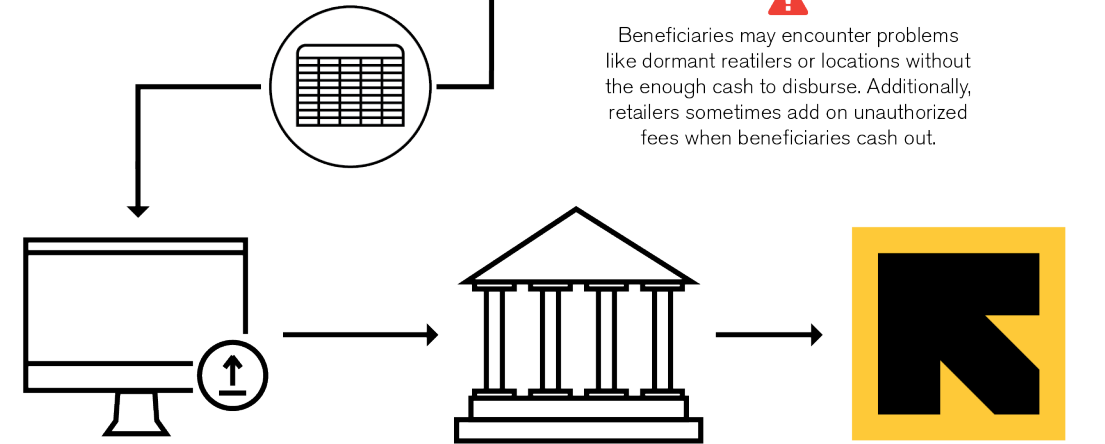 Beneficiaries may encounter problems
like dormant reatilers or locations without
the enough cash to disburse. Additionally,
retailers sometimes add on unauthorized
fees when beneficiaries cash out.